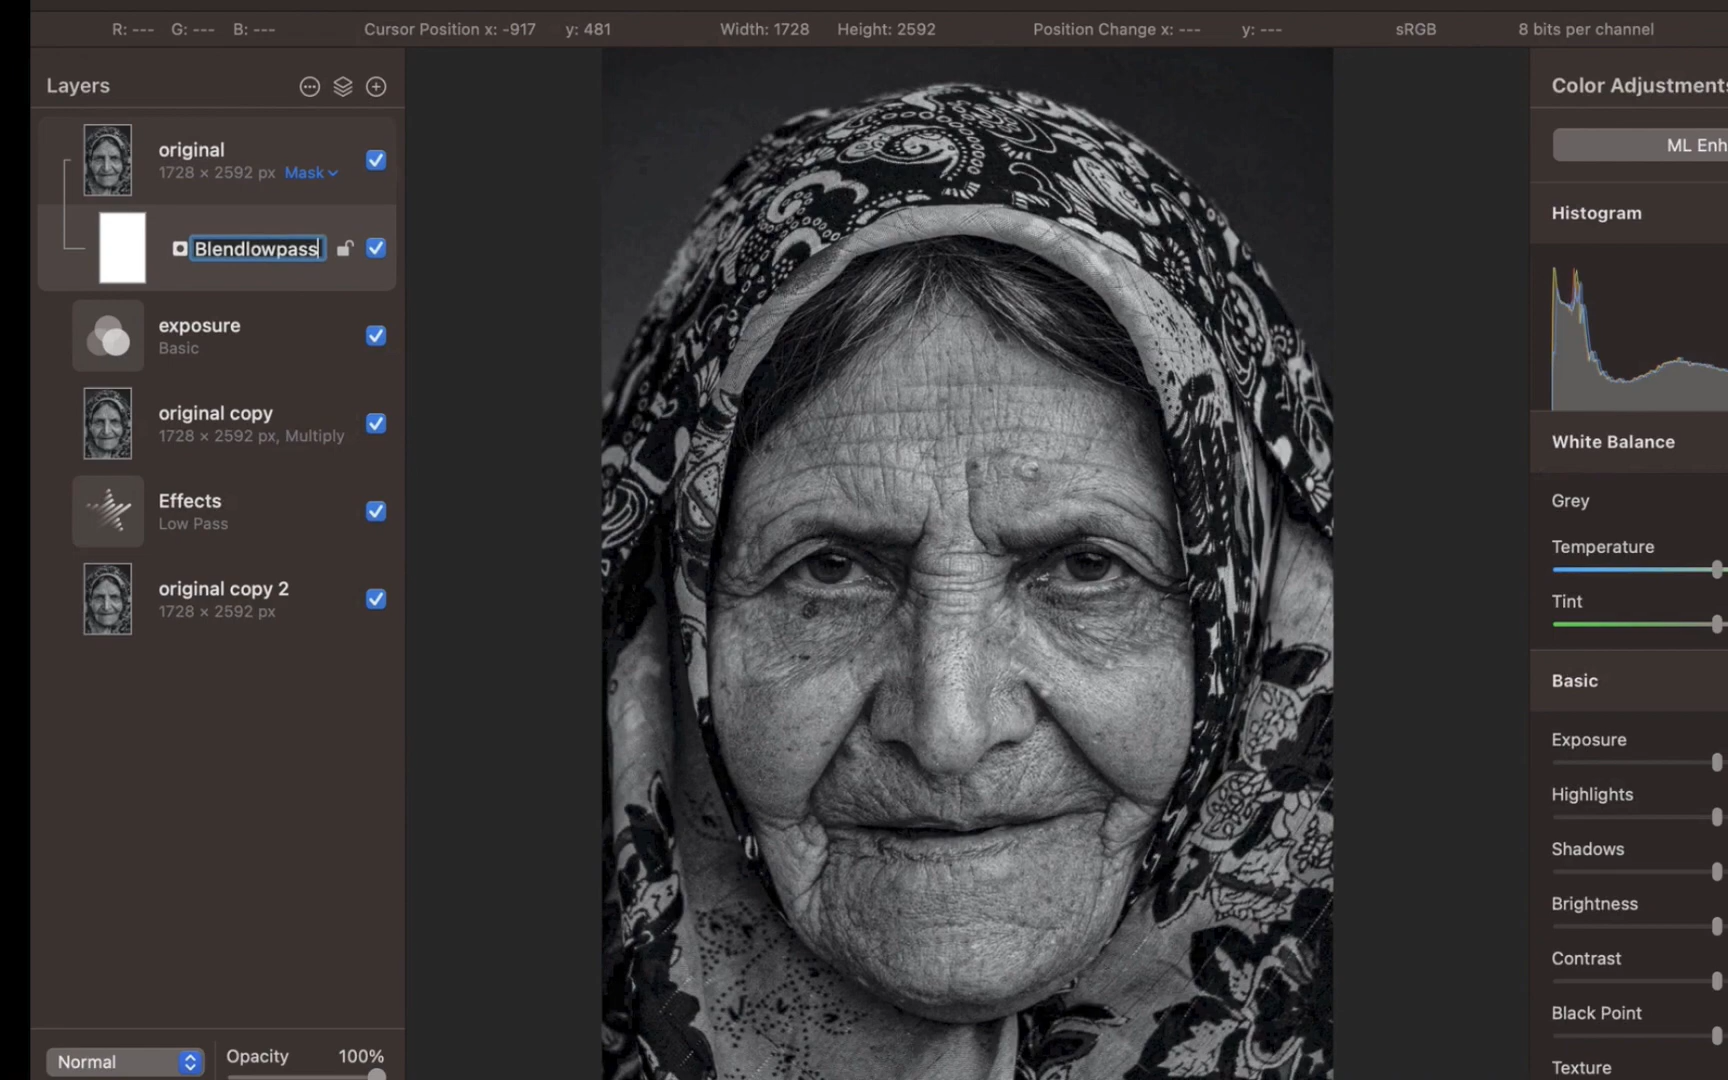 R: --- G: --- B: --- Cursor Position x: -917 y: 481 Width: 1728 Height: 2592 Position Change x: --- y: --- sRGB 8 bits per channel
Layers
original
1728 × 2592 px Mask
Blendlowpass
exposure
Basic
original copy
1728 × 2592 px, Multiply
Effects
Low Pass
original copy 2
1728 × 2592 px
Normal Opacity 100%
Color Adjustments
ML Enh
Histogram
White Balance
Grey
Temperature
Tint
Basic
Exposure
Highlights
Shadows
Brightness
Contrast
Black Point
Texture